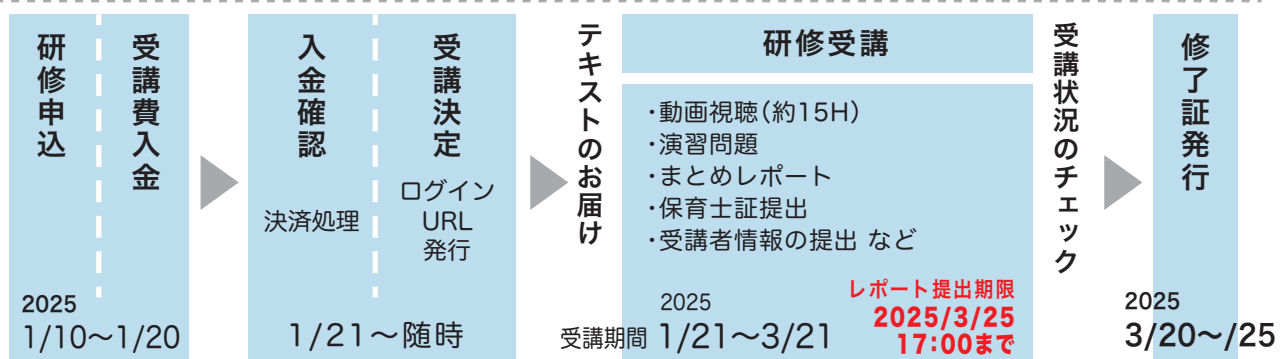 研修申込
受講費入金
2025
1/10〜1/20
入金確認
決済処理
受講決定
ログイン
URL
発行
1/21〜随時
テキストのお届け
研修受講
・動画視聴(約15H)
・演習問題
・まとめレポート
・保育士証提出
・受講者情報の提出 など
受講期間
2025
1/21〜3/21
レポート提出期限
2025/3/25
17:00まで
受講状況のチェック
修了証発行
2025
3/20〜/25